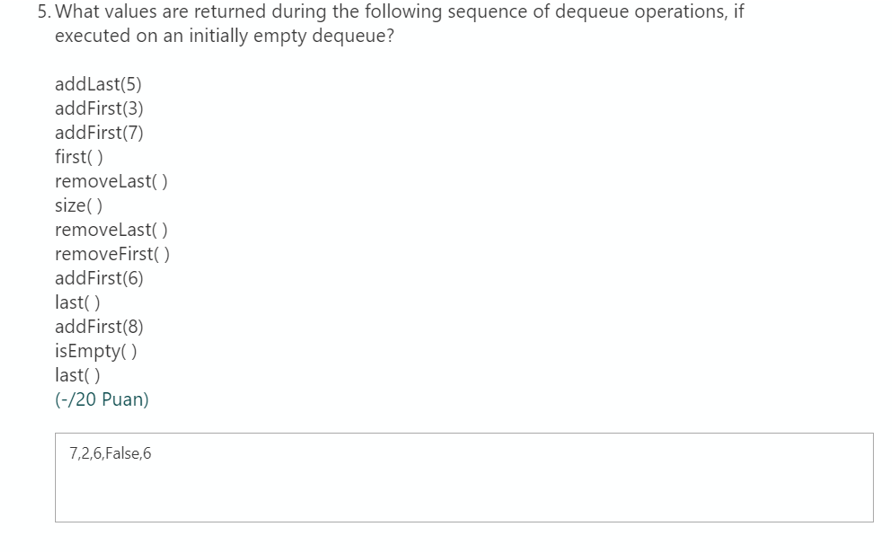 5. What values are returned during the following sequence of dequeue operations, if
executed on an initially empty dequeue?
addLast(5)
addFirst(3)
addFirst(7)
first( )
removeLast( )
size( )
removeLast( )
removeFirst( )
addFirst(6)
last( )
addFirst(8)
isEmpty( )
last( )
(-/20 Puan)
7,2,6,False,6